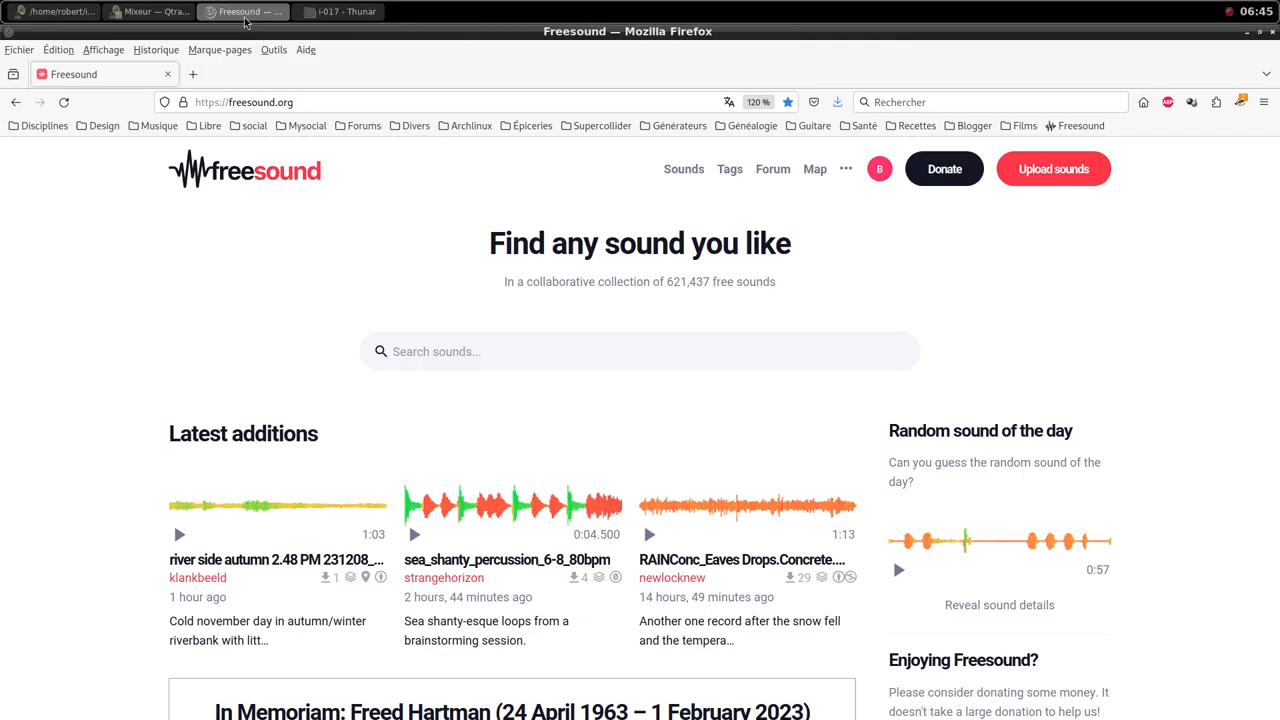 /home/robert/i...
Mixeur — Qtra...
Freesound — ...
i-017 - Thunar
06:45
Freesound — Mozilla Firefox
Fichier Édition Affichage Historique Marque-pages Outils Aide
Freesound
https://freesound.org
120 %
Rechercher
ABP
2
Disciplines Design Musique Libre social Mysocial Forums Divers Archlinux Épiceries Supercollider Générateurs Généalogie Guitare Santé Recettes Blogger Films Freesound
freesound
Sounds Tags Forum Map ••• B Donate Upload sounds
Find any sound you like
In a collaborative collection of 621,437 free sounds
Search sounds...
Latest additions
1:03
river side autumn 2.48 PM 231208_...
klankbeeld 1
1 hour ago
Cold november day in autumn/winter
riverbank with litt...
0:04.500
sea_shanty_percussion_6-8_80bpm
strangehorizon 4
2 hours, 44 minutes ago
Sea shanty-esque loops from a
brainstorming session.
1:13
RAINConc_Eaves Drops.Concrete....
newlocknew 29
14 hours, 49 minutes ago
Another one record after the snow fell
and the tempera...
Random sound of the day
Can you guess the random sound of the
day?
0:57
Reveal sound details
Enjoying Freesound?
Please consider donating some money. It
doesn't take a large donation to help us!
In Memoriam: Freed Hartman (24 April 1963 – 1 February 2023)